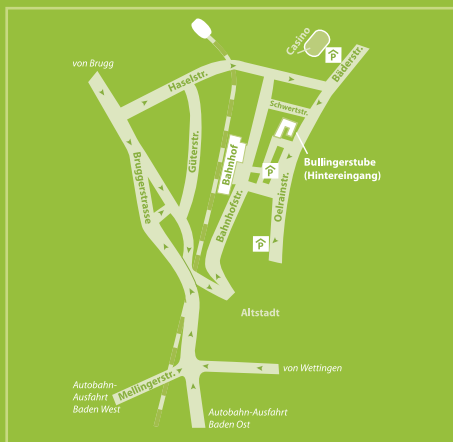 Casino
P
Bäderstr.
von Brugg
Haselstr.
Schwertstr.
Güterstr.
Bahnhof
Bullingerstube
(Hintereingang)
P
Bruggerstrasse
Bahnhofstr.
Oelrainstr.
P
Altstadt
von Wettingen
Mellingerstr.
Autobahn-
Ausfahrt
Baden West
Autobahn-Ausfahrt
Baden Ost